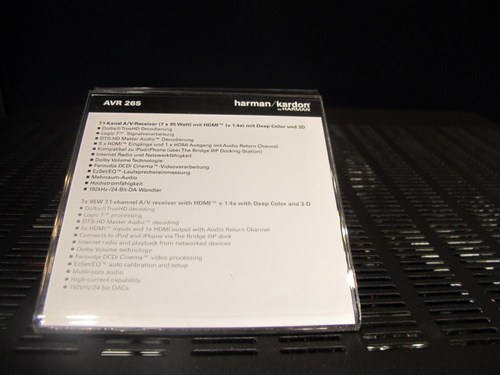 AVR 265
harman/kardon
by HARMAN
7.1-Kanal A/V-Receiver (7 x 95 Watt) mit HDMI™ (v 1.4a) mit Deep Color und 3D
■ Dolby®TrueHD Decodierung
■ Logic 7™ -Signalverarbeitung
■ DTS-HD Master Audio™ Decodierung
■ 5 x HDMI™ Eingänge und 1 x HDMI Ausgang mit Audio Return Channel
■ Kompatibel zu iPod/iPhone (über The Bridge IIIP Docking-Station)
■ Internet Radio und Netzwerkfähigkeit
■ Dolby Volume Technologie
■ Faroudja DCDi Cinema™ -Videoverarbeitung
■ EzSet/EQ™ -Lautsprechereinmessung
■ Mehrraum-Audio
■ Hochstromfähigkeit
■ 192kHz /24-Bit-DA-Wandler
7x 95W 7.1-channel A/V receiver with HDMI™ v 1.4a with Deep Color and 3-D
■ Dolby®TrueHD decoding
■ Logic 7™ processing
■ DTS-HD Master Audio™ decoding
■ HDMI™ inputs and 1x HDMI output with Audio Return Channel
■ Connects to iPod and iPhone via The Bridge IIIP dock
■ Internet radio and playback from networked devices
■ Dolby Volume technology
■ Faroudja DCDi Cinema™ video processing
■ EzSet/EQ™ auto calibration and setup
■ Multiroom audio
■ High-current capability
■ 192kHz/24-bit DACs